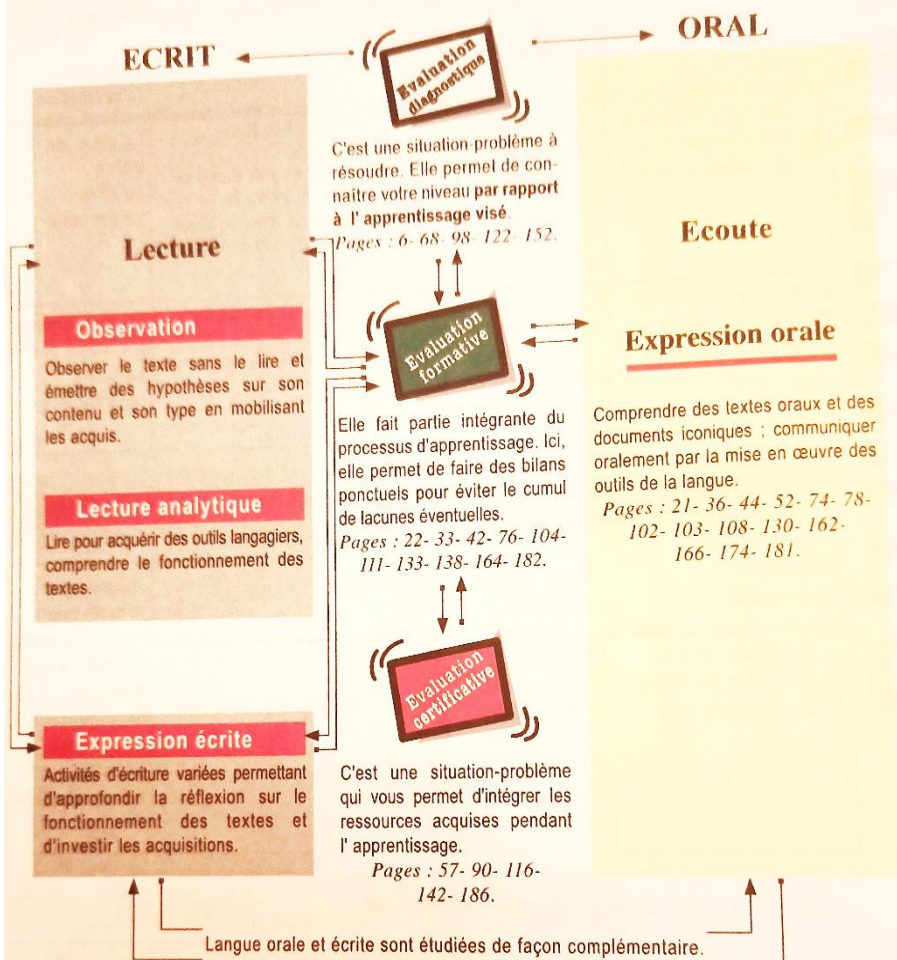 ECRIT
Evaluation
diagnostique
ORAL
C'est une situation-problème à
résoudre. Elle permet de con-
naître votre niveau par rapport
à l' apprentissage visé.
Pages : 6- 68- 98- 122- 152.
Lecture
Observation
Observer le texte sans le lire et
émettre des hypothèses sur son
contenu et son type en mobilisant
les acquis.
Lecture analytique
Lire pour acquérir des outils langagiers,
comprendre le fonctionnement des
textes.
Expression écrite
Activités d'écriture variées permettant
d'approfondir la réflexion sur le
fonctionnement des textes et
d'investir les acquisitions.
Evaluation
formative
Elle fait partie intégrante du
processus d'apprentissage. Ici,
elle permet de faire des bilans
ponctuels pour éviter le cumul
de lacunes éventuelles.
Pages : 22- 33- 42- 76- 104-
111- 133- 138- 164- 182.
Evaluation
certificative
C'est une situation-problème
qui vous permet d'intégrer les
ressources acquises pendant
l' apprentissage.
Pages : 57- 90- 116-
142- 186.
Ecoute
Expression orale
Comprendre des textes oraux et des
documents iconiques ; communiquer
oralement par la mise en œuvre des
outils de la langue.
Pages : 21- 36- 44- 52- 74- 78-
102- 103- 108- 130- 162-
166- 174- 181.
Langue orale et écrite sont étudiées de façon complémentaire.